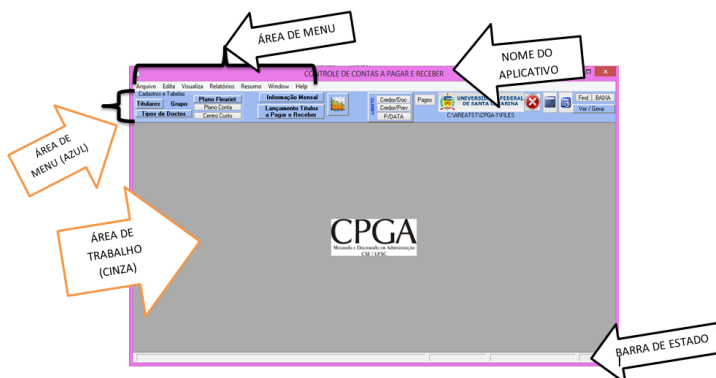 ÁREA DE MENU
NOME DO
APLICATIVO
CONTROLE DE CONTAS A PAGAR E RECEBER
Arquivo Edita Visualiza Relatórios Resumo Window Help
Cadastros e Tabelas
Titulares Grupo Plano Fleuriet
Plano Conta
Tipos de Doctos Centro Custo
Informação Mensal
Lançamento Títulos
a Pagar e Receber
Credor/Doc
Credor/Prev
P/DATA
Pagos
UNIVERSIDADE FEDERAL
DE SANTA CATARINA
C:\AREATST\CPGA-1\FILES
Find BAIXA
Ver / Gerar
ÁREA DE
MENU (AZUL)
ÁREA DE
TRABALHO
(CINZA)
CPGA
Mestrado e Doutorado em Administração
CSE | UFSC
BARRA DE ESTADO